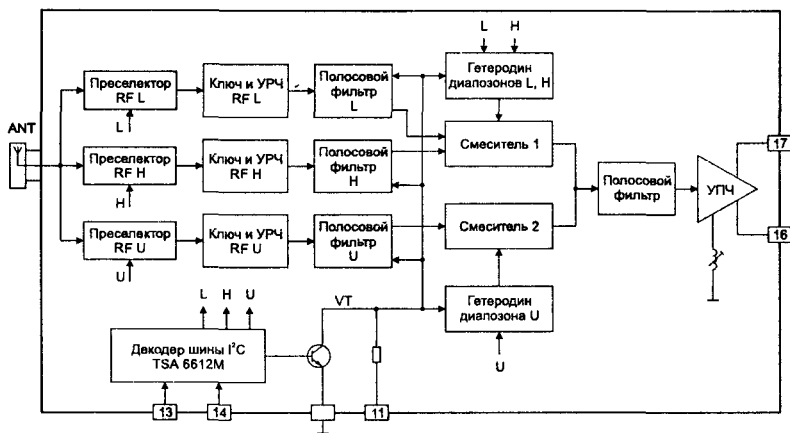 L H
Преселектор
RF L
Ключ и УРЧ
RF L
Полосовой
фильтр
L
Гетеродин
диапозонов L, H
L
ANT
Преселектор
RF H
Ключ и УРЧ
RF H
Полосовой
фильтр
H
Смеситель 1
17
H
Полосовой
фильтр
УПЧ
Преселектор
RF U
Ключ и УРЧ
RF U
Полосовой
фильтр
U
Смеситель 2
16
U
L H U
VT
Гетеродин
диапазона U
Декодер шины I²C
TSA 6612M
U
13 14 11